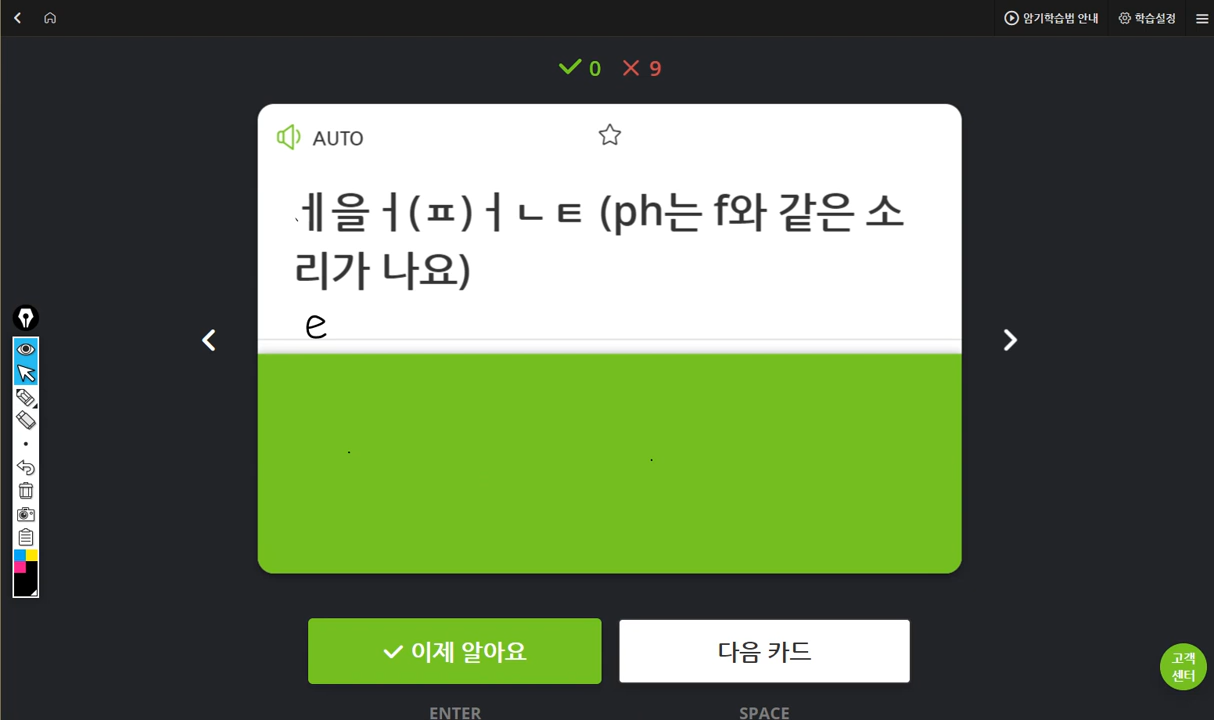 암기학습법 안내 학습설정
0 9
AUTO
ㅔ을ㅓ(ㅍ)ㅓㄴㅌ (ph는 f와 같은 소
리가 나요)
e
이제 알아요 다음 카드
고객
센터
ENTER SPACE